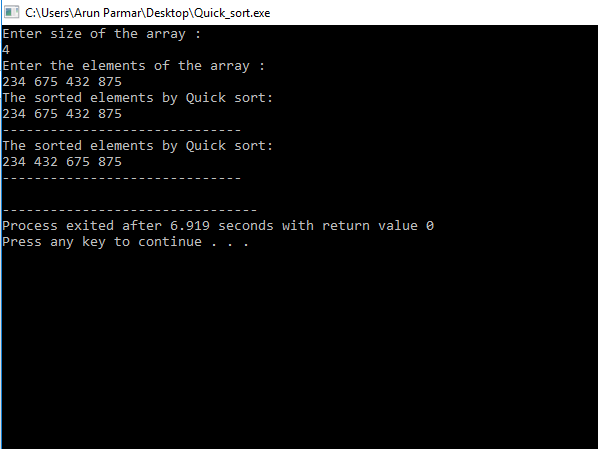 C:\Users\Arun Parmar\Desktop\Quick_sort.exe
Enter size of the array :
4
Enter the elements of the array :
234 675 432 875
The sorted elements by Quick sort:
234 675 432 875
------------------------------
The sorted elements by Quick sort:
234 432 675 875
------------------------------

--------------------------------
Process exited after 6.919 seconds with return value 0
Press any key to continue . . .